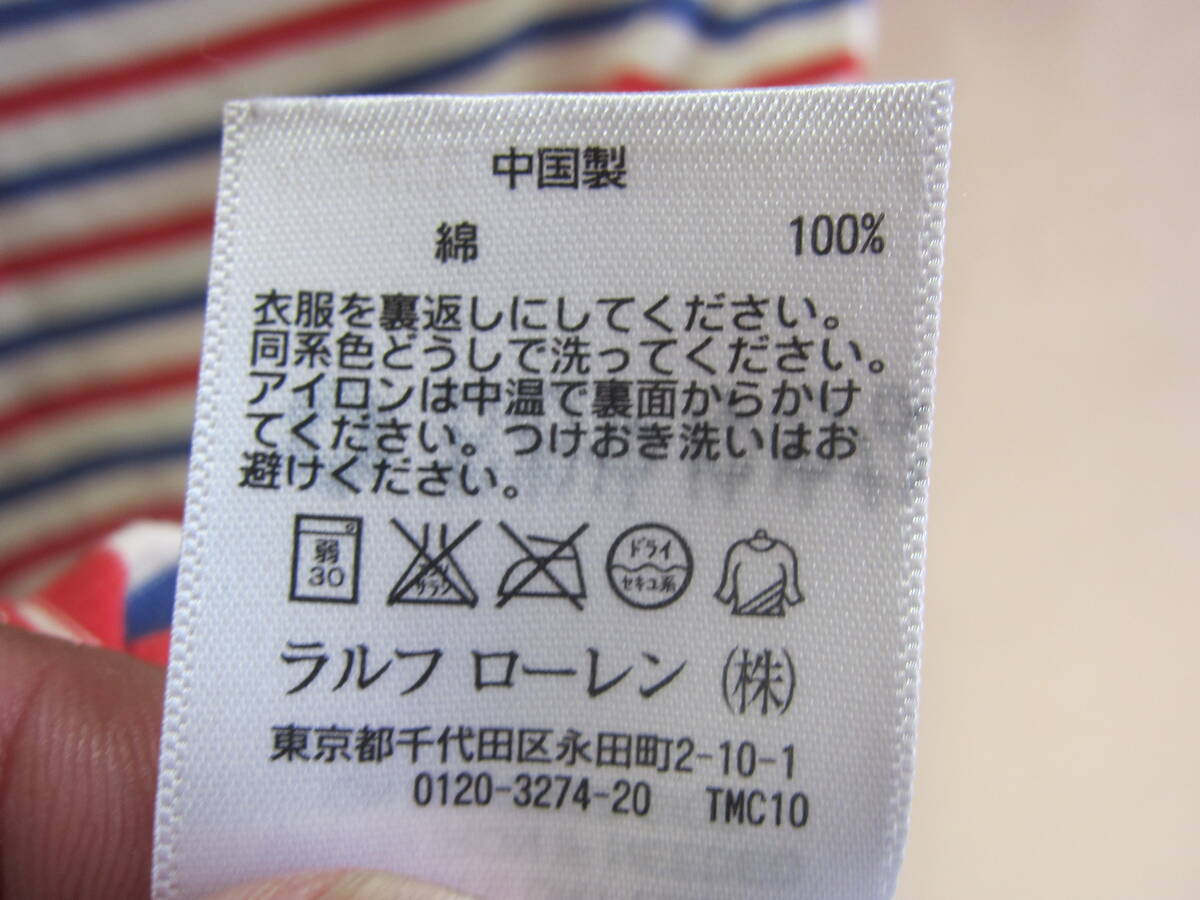 中国製
綿 100%
衣服を裏返しにしてください。
同系色どうしで洗ってください。
アイロンは中温で裏面からかけ
てください。つけおき洗いはお
避けください。
弱
30
サラシ
ドライ
セキユ系
ラルフ ローレン (株)
東京都千代田区永田町2-10-1
0120-3274-20 TMC10